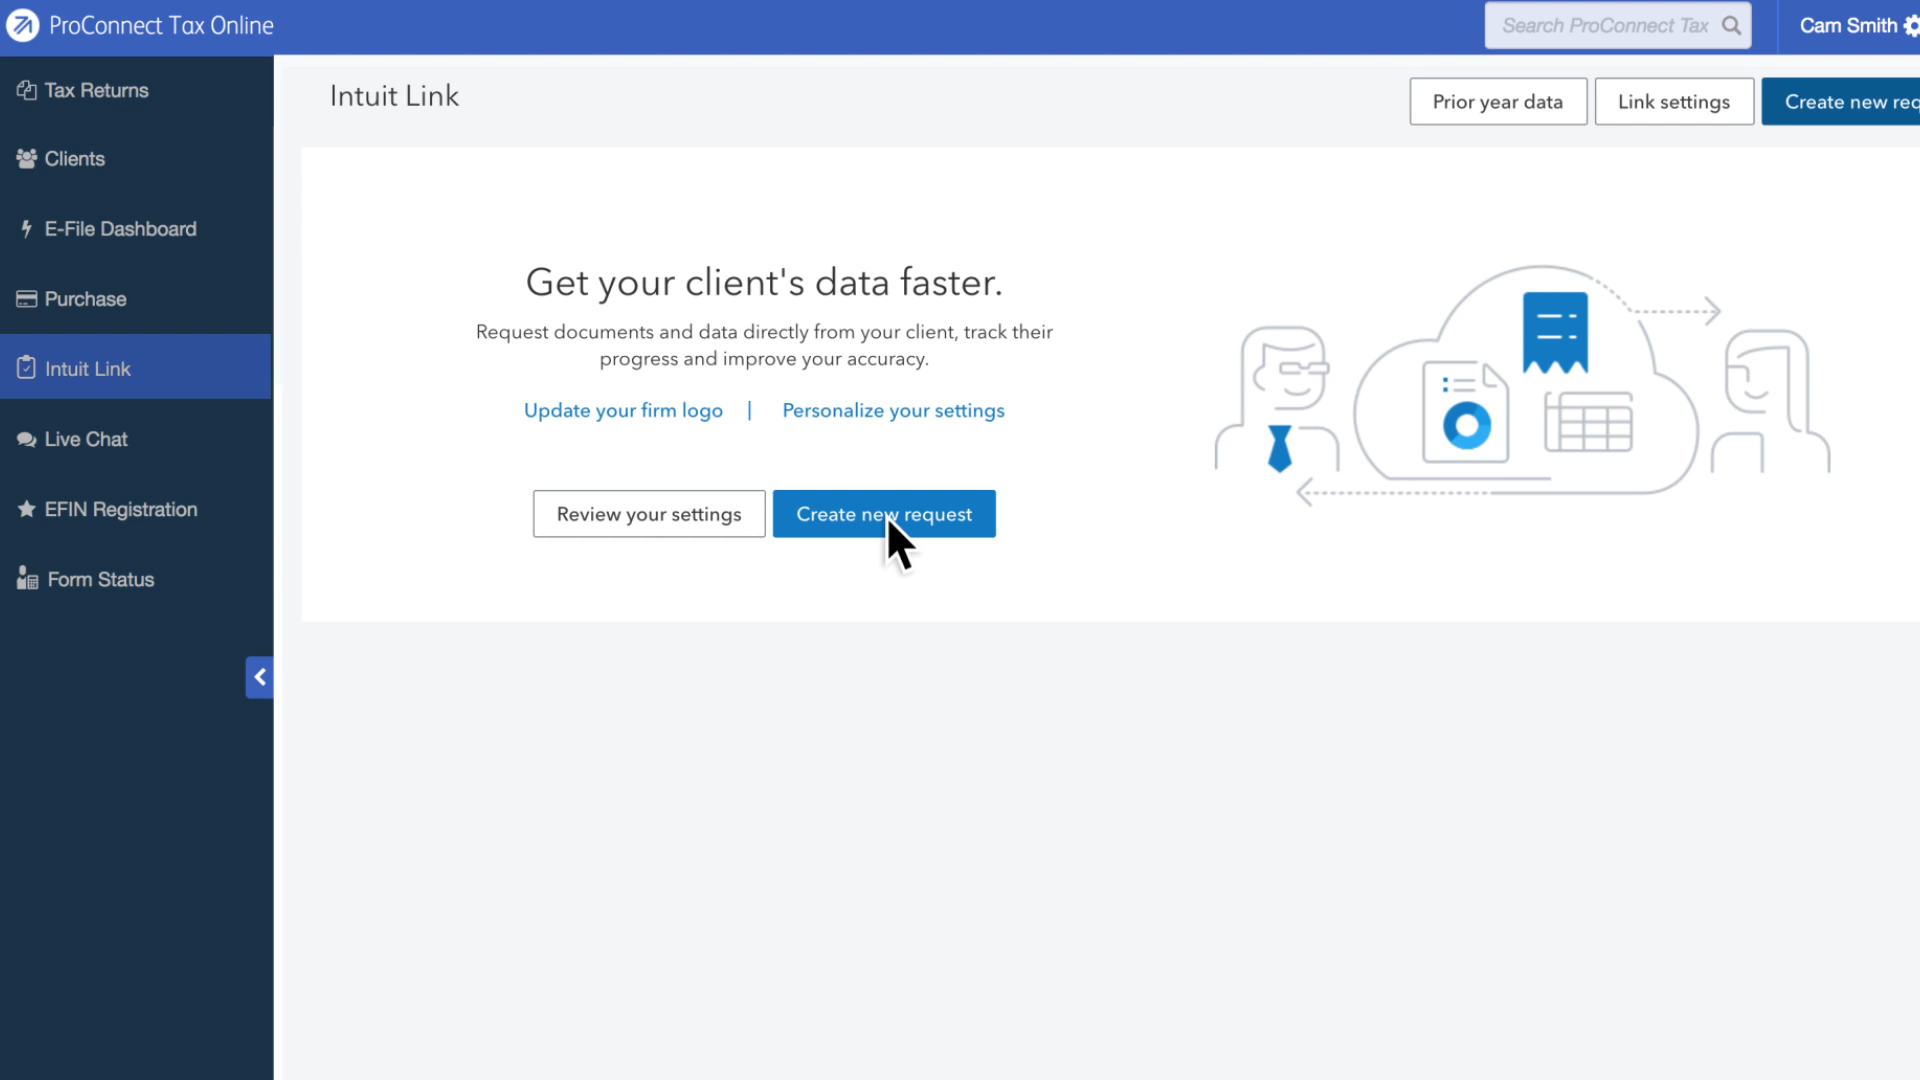 ProConnect Tax Online
Search ProConnect Tax
Cam Smith
Tax Returns
Clients
E-File Dashboard
Purchase
Intuit Link
Live Chat
EFIN Registration
Form Status
Intuit Link
Prior year data
Link settings
Create new req
Get your client's data faster.
Request documents and data directly from your client, track their
progress and improve your accuracy.
Update your firm logo | Personalize your settings
Review your settings
Create new request